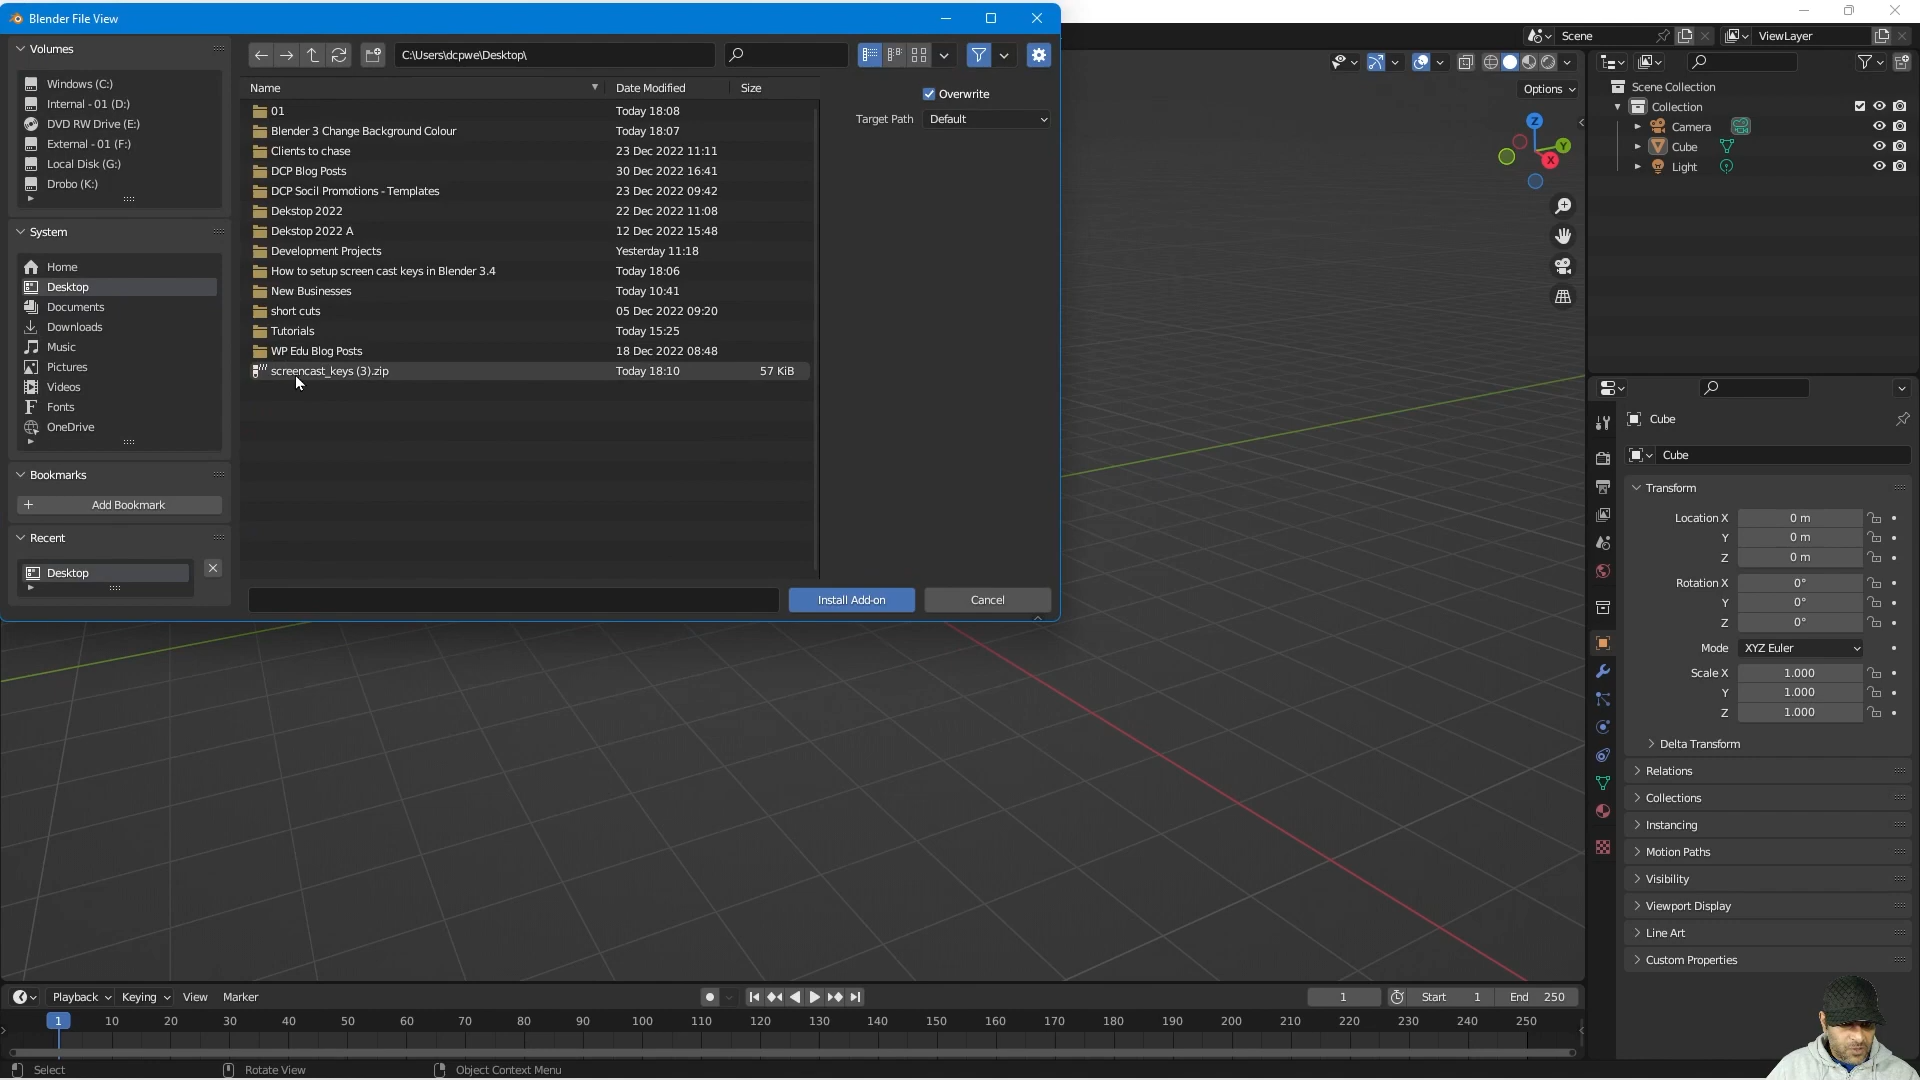 Blender File View
Volumes
Windows (C:)
Internal - 01 (D:)
DVD RW Drive (E:)
External - 01 (F:)
Local Disk (G:)
Drobo (K:)
System
Home
Desktop
Documents
Downloads
Music
Pictures
Videos
Fonts
OneDrive
Bookmarks
Add Bookmark
Recent
Desktop
C:\Users\dcpwe\Desktop\
Name Date Modified Size
01 Today 18:08
Blender 3 Change Background Colour Today 18:07
Clients to chase 23 Dec 2022 11:11
DCP Blog Posts 30 Dec 2022 16:41
DCP Socil Promotions - Templates 23 Dec 2022 09:42
Dekstop 2022 22 Dec 2022 11:08
Dekstop 2022 A 12 Dec 2022 15:48
Development Projects Yesterday 11:18
How to setup screen cast keys in Blender 3.4 Today 18:06
New Businesses Today 10:41
short cuts 05 Dec 2022 09:20
Tutorials Today 15:25
WP Edu Blog Posts 18 Dec 2022 08:48
screencast_keys (3).zip Today 18:10 57 KiB
Overwrite
Target Path Default
Install Add-on Cancel
Scene ViewLayer
Options
Z
Y
X
Scene Collection
Collection
Camera
Cube
Light
Cube
Cube
Transform
Location X 0 m
Y 0 m
Z 0 m
Rotation X 0°
Y 0°
Z 0°
Mode XYZ Euler
Scale X 1.000
Y 1.000
Z 1.000
Delta Transform
Relations
Collections
Instancing
Motion Paths
Visibility
Viewport Display
Line Art
Custom Properties
Playback Keying View Marker 1 Start 1 End 250
1 10 20 30 40 50 60 70 80 90 100 110 120 130 140 150 160 170 180 190 200 210 220 230 240 250
Select Rotate View Object Context Menu